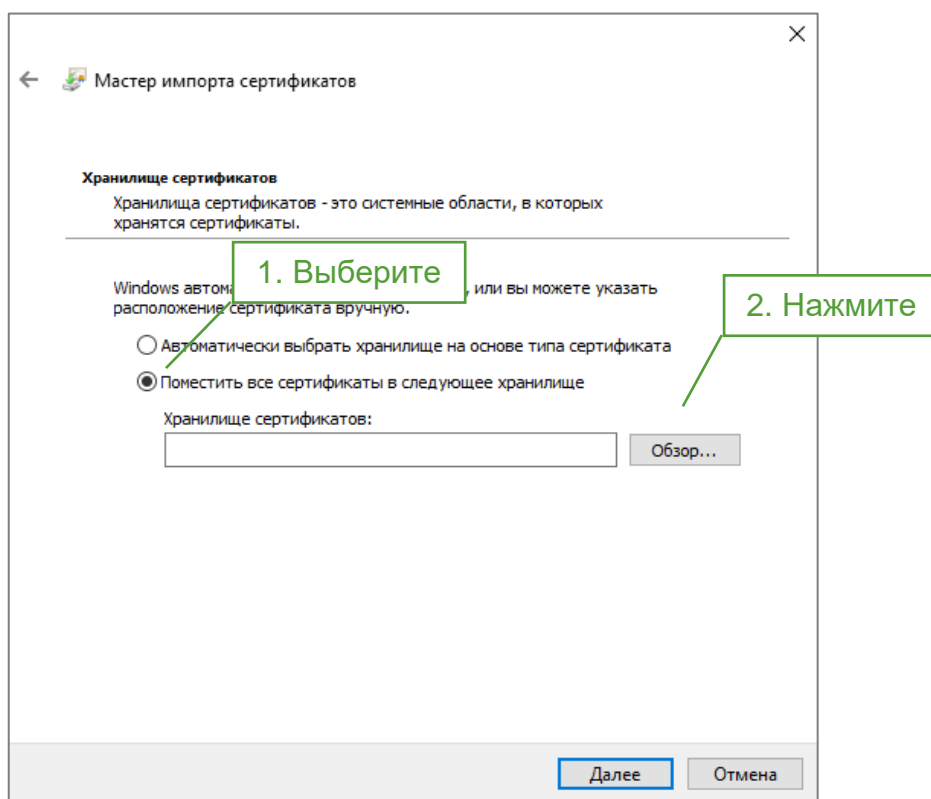 Мастер импорта сертификатов
Хранилище сертификатов
Хранилища сертификатов - это системные области, в которых
хранятся сертификаты.
1. Выберите
Windows автома , или вы можете указать
расположение сертификата вручную.
2. Нажмите
Автоматически выбрать хранилище на основе типа сертификата
Поместить все сертификаты в следующее хранилище
Хранилище сертификатов:
Обзор...
Далее
Отмена